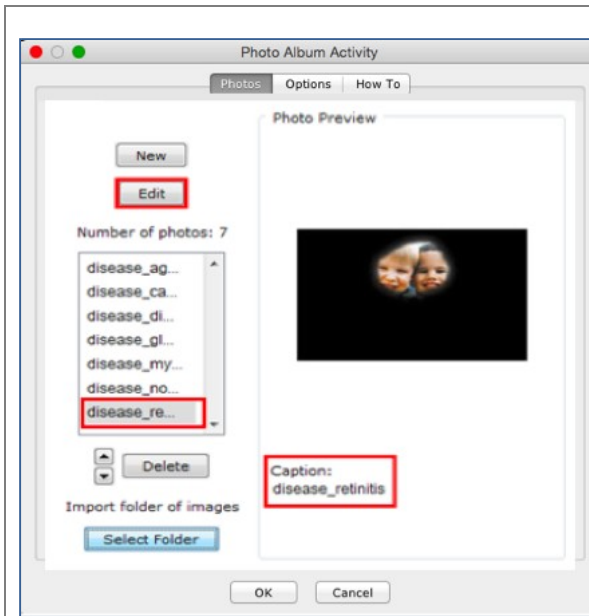 Photo Album Activity
Photos Options How To
New
Edit
Number of photos: 7
disease_ag...
disease_ca...
disease_di...
disease_gl...
disease_my...
disease_no...
disease_re...
Delete
Import folder of images
Select Folder
Photo Preview
Caption:
disease_retinitis
OK Cancel